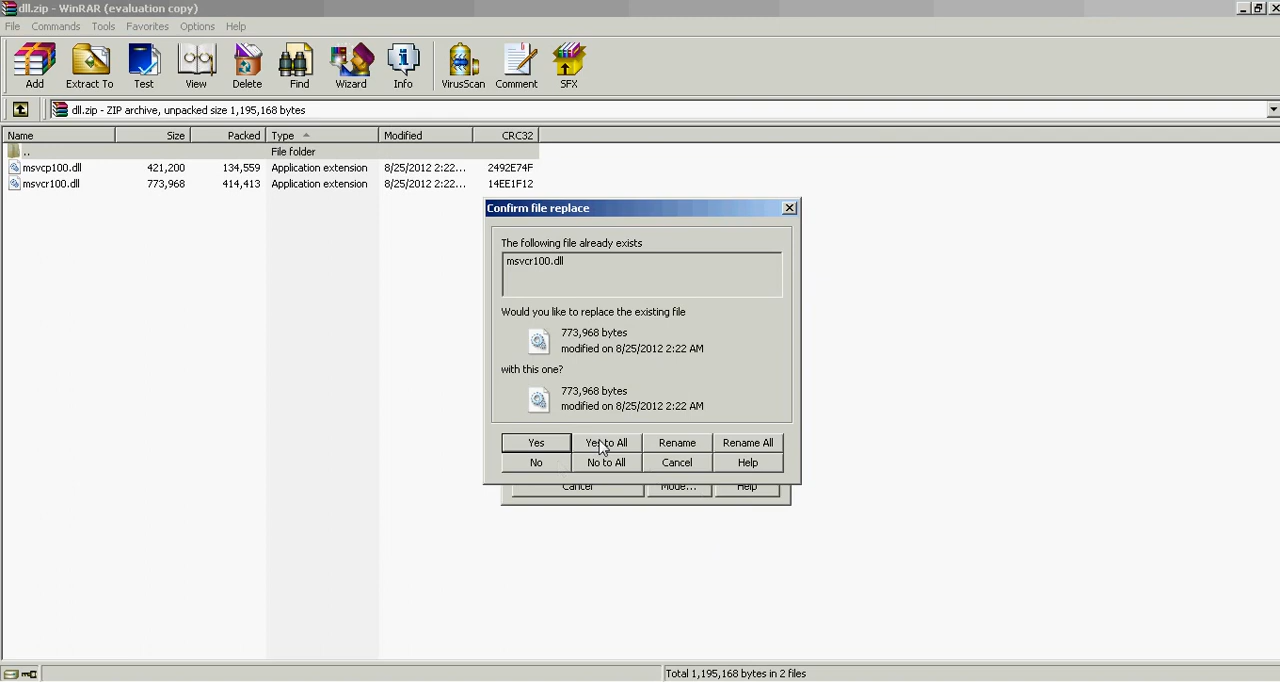 dll.zip - WinRAR (evaluation copy)
File Commands Tools Favorites Options Help
Add Extract To Test View Delete Find Wizard Info VirusScan Comment SFX
dll.zip - ZIP archive, unpacked size 1,195,168 bytes
Name Size Packed Type Modified CRC32
.. File folder
msvcp100.dll 421,200 134,559 Application extension 8/25/2012 2:22... 2492E74F
msvcr100.dll 773,968 414,413 Application extension 8/25/2012 2:22... 14EE1F12
Confirm file replace
The following file already exists
msvcr100.dll
Would you like to replace the existing file
773,968 bytes
modified on 8/25/2012 2:22 AM
with this one?
773,968 bytes
modified on 8/25/2012 2:22 AM
Yes Yes to All Rename Rename All
No No to All Cancel Help
Cancel Mode... Help
Total 1,195,168 bytes in 2 files